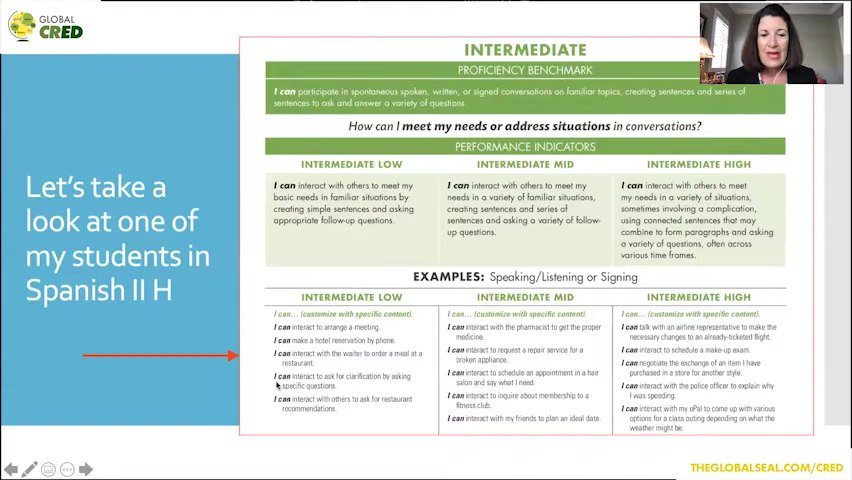 GLOBAL
CRED
Let's take a
look at one of
my students in
Spanish II H
INTERMEDIATE
PROFICIENCY BENCHMARK
I can participate in spontaneous spoken, written, or signed conversations on familiar topics, creating sentences and series of
sentences to ask and answer a variety of questions.
How can I meet my needs or address situations in conversations?
PERFORMANCE INDICATORS
INTERMEDIATE LOW
I can interact with others to meet my
basic needs in familiar situations by
creating simple sentences and asking
appropriate follow-up questions.
INTERMEDIATE MID
I can interact with others to meet my
needs in a variety of familiar situations,
creating sentences and series of
sentences and asking a variety of follow-
up questions.
INTERMEDIATE HIGH
I can interact with others to meet
my needs in a variety of situations,
sometimes involving a complication,
using connected sentences that may
combine to form paragraphs and asking
a variety of questions, often across
various time frames.
EXAMPLES: Speaking/Listening or Signing
INTERMEDIATE LOW
I can... (customize with specific content).
I can interact to arrange a meeting.
I can make a hotel reservation by phone.
I can interact with the waiter to order a meal at a
restaurant.
I can interact to ask for clarification by asking
specific questions.
I can interact with others to ask for restaurant
recommendations.
INTERMEDIATE MID
I can... (customize with specific content).
I can interact with the pharmacist to get the proper
medicine.
I can interact to request a repair service for a
broken appliance.
I can interact to schedule an appointment in a hair
salon and say what I need.
I can interact to inquire about membership to a
fitness club.
I can interact with my friends to plan an ideal date.
INTERMEDIATE HIGH
I can... (customize with specific content).
I can talk with an airline representative to make the
necessary changes to an already-ticketed flight.
I can interact to schedule a make-up exam.
I can negotiate the exchange of an item I have
purchased in a store for another style.
I can interact with the police officer to explain why
I was speeding.
I can interact with my ePal to come up with various
options for a class outing depending on what the
weather might be.
THEGLOBALSEAL.COM/CRED